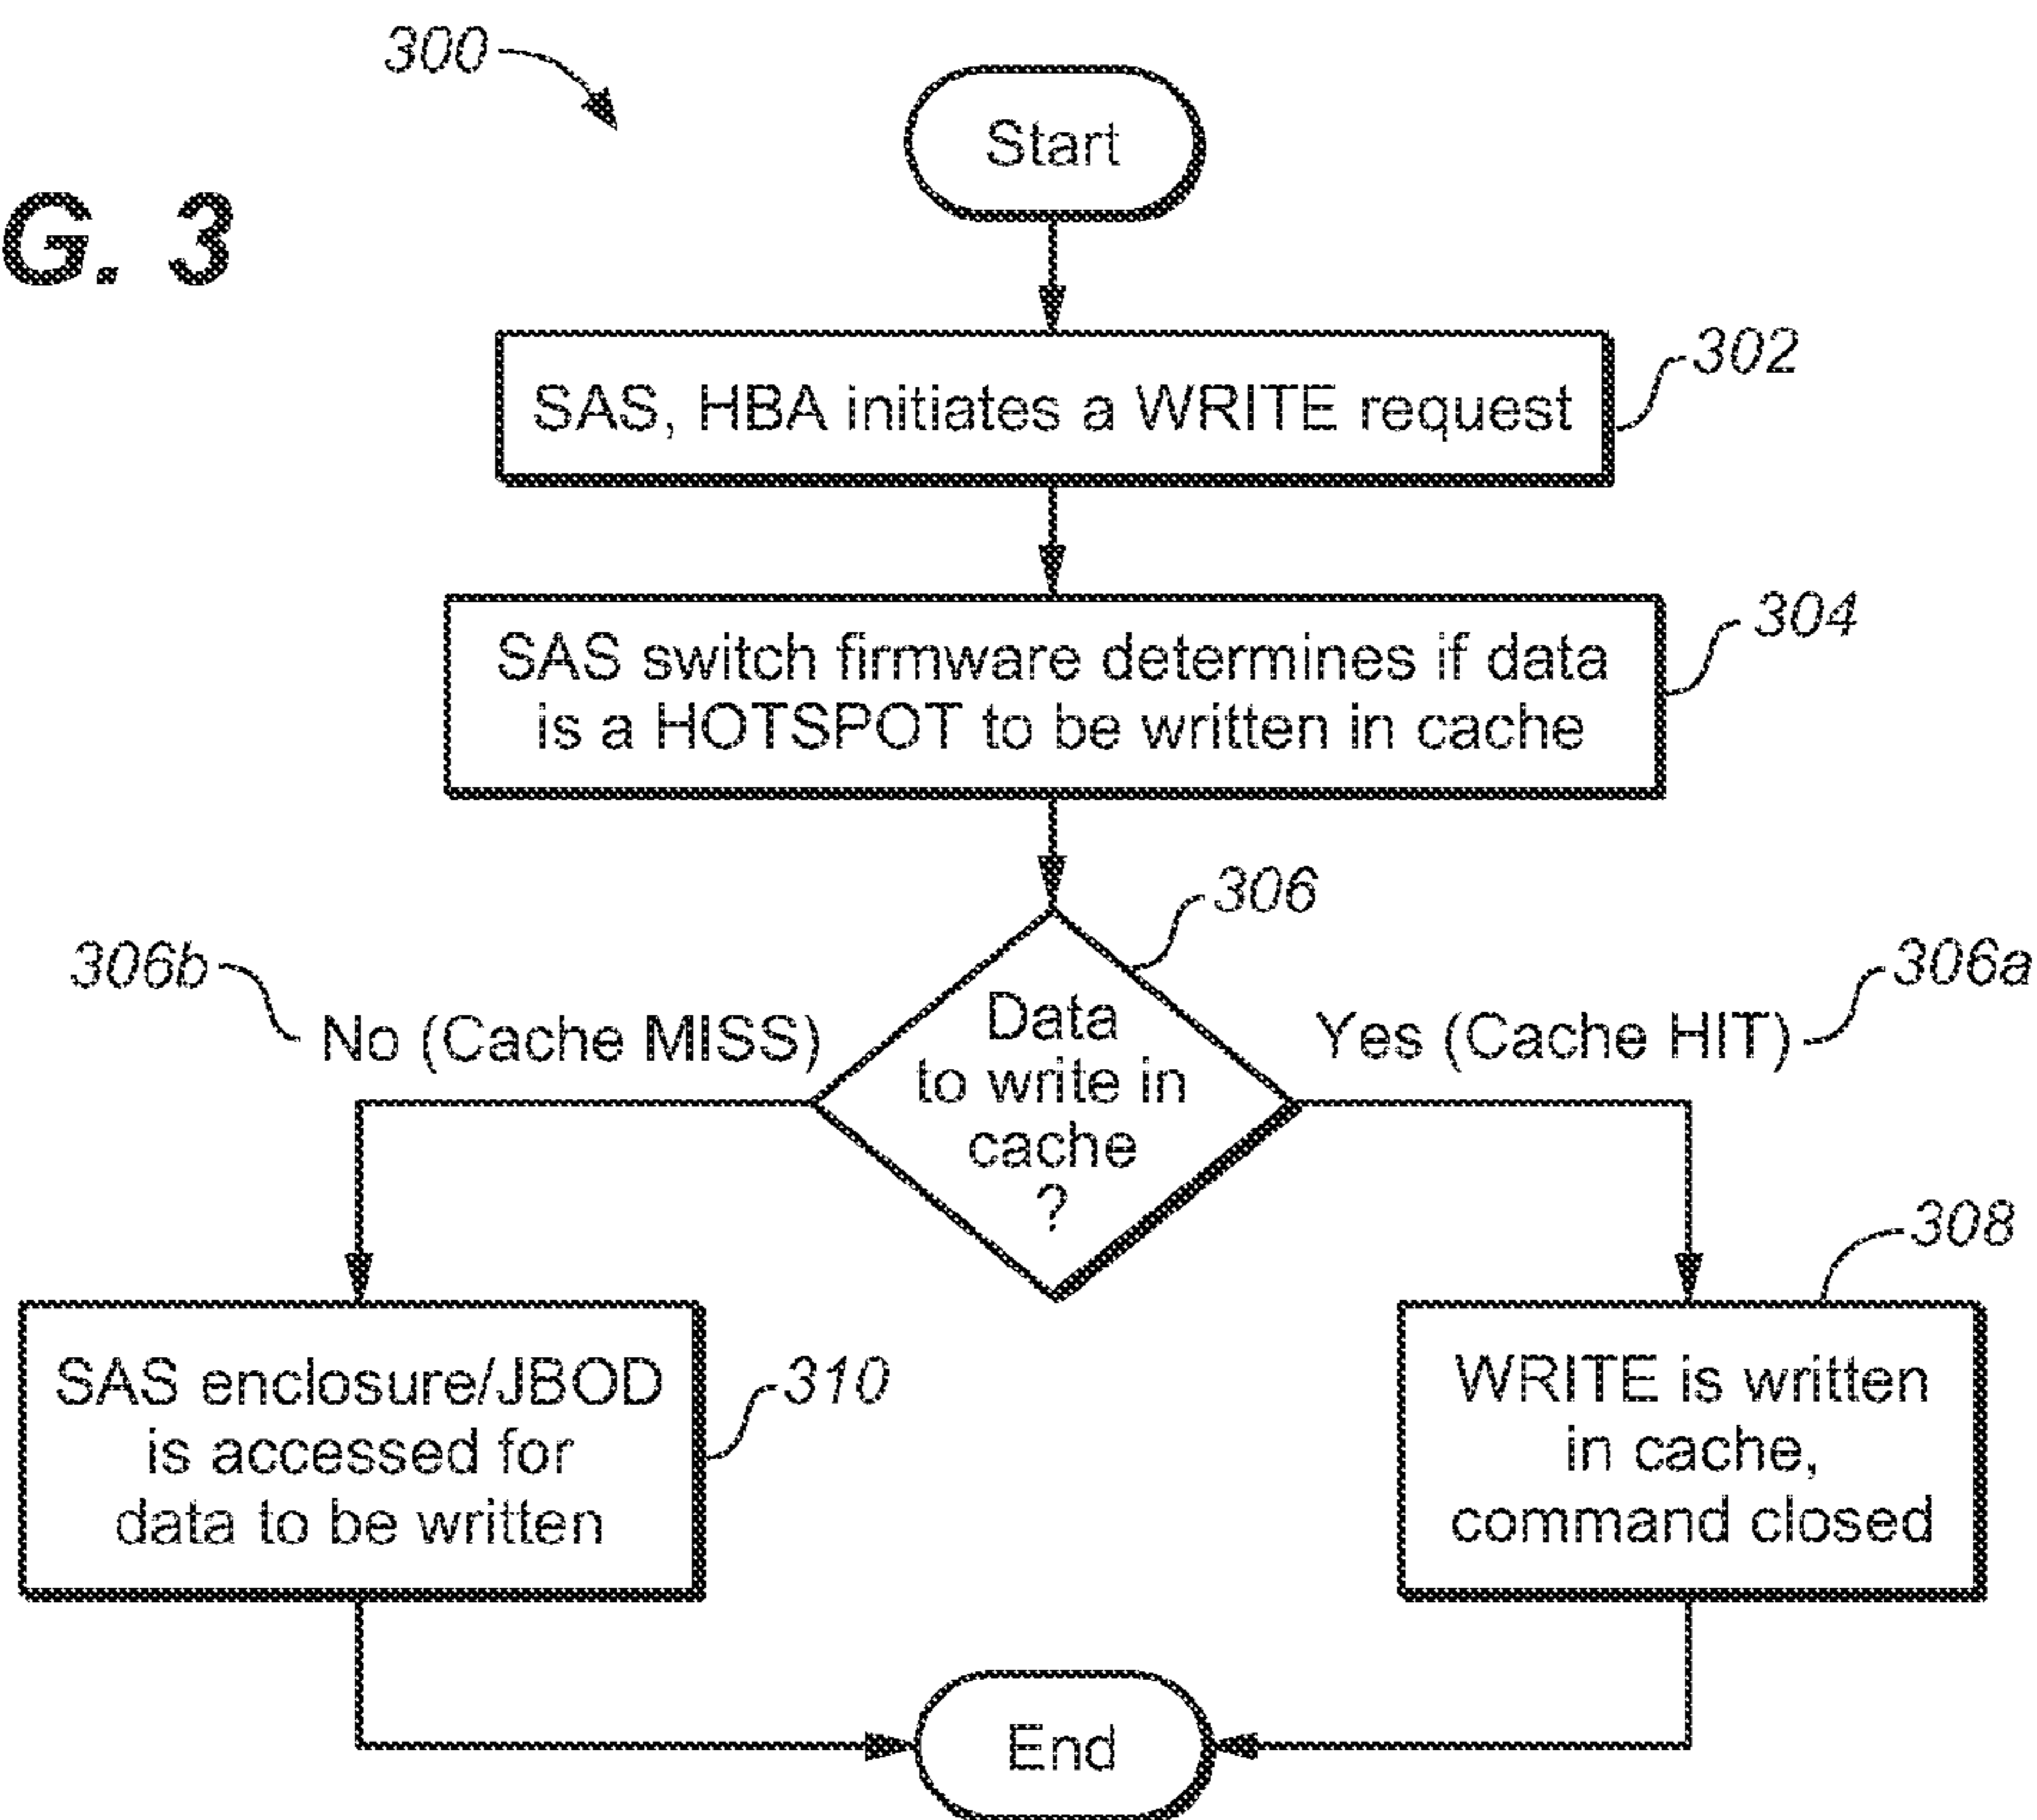 300
Start
G. 3
SAS, HBA initiates a WRITE request
302
SAS switch firmware determines if data
is a HOTSPOT to be written in cache
304
306
306b
306a
No (Cache MISS)
Data
to write in
cache
?
Yes (Cache HIT)
308
SAS enclosure/JBOD
is accessed for
data to be written
310
WRITE is written
in cache,
command closed
End